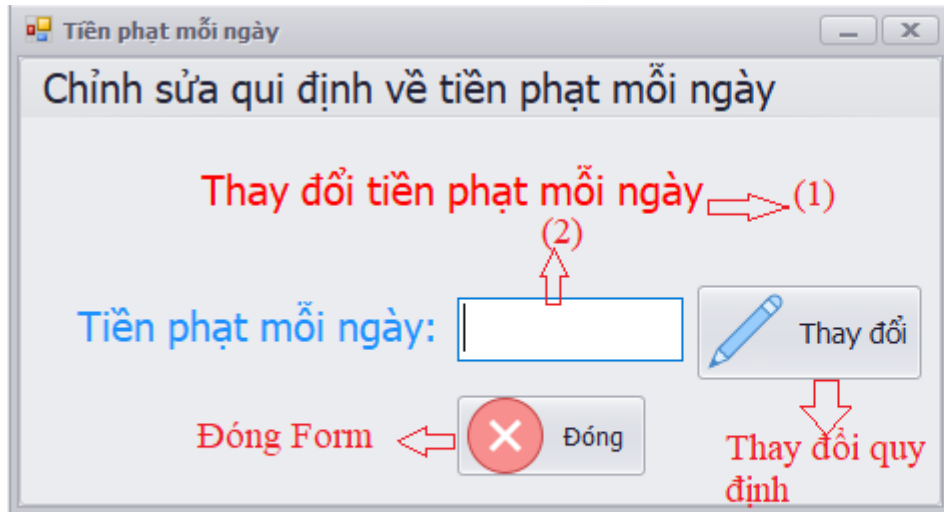 Tiền phạt mỗi ngày
Chỉnh sửa qui định về tiền phạt mỗi ngày
Thay đổi tiền phạt mỗi ngày (1)
(2)
Tiền phạt mỗi ngày: Thay đổi
Đóng Form Đóng
Thay đổi quy
định